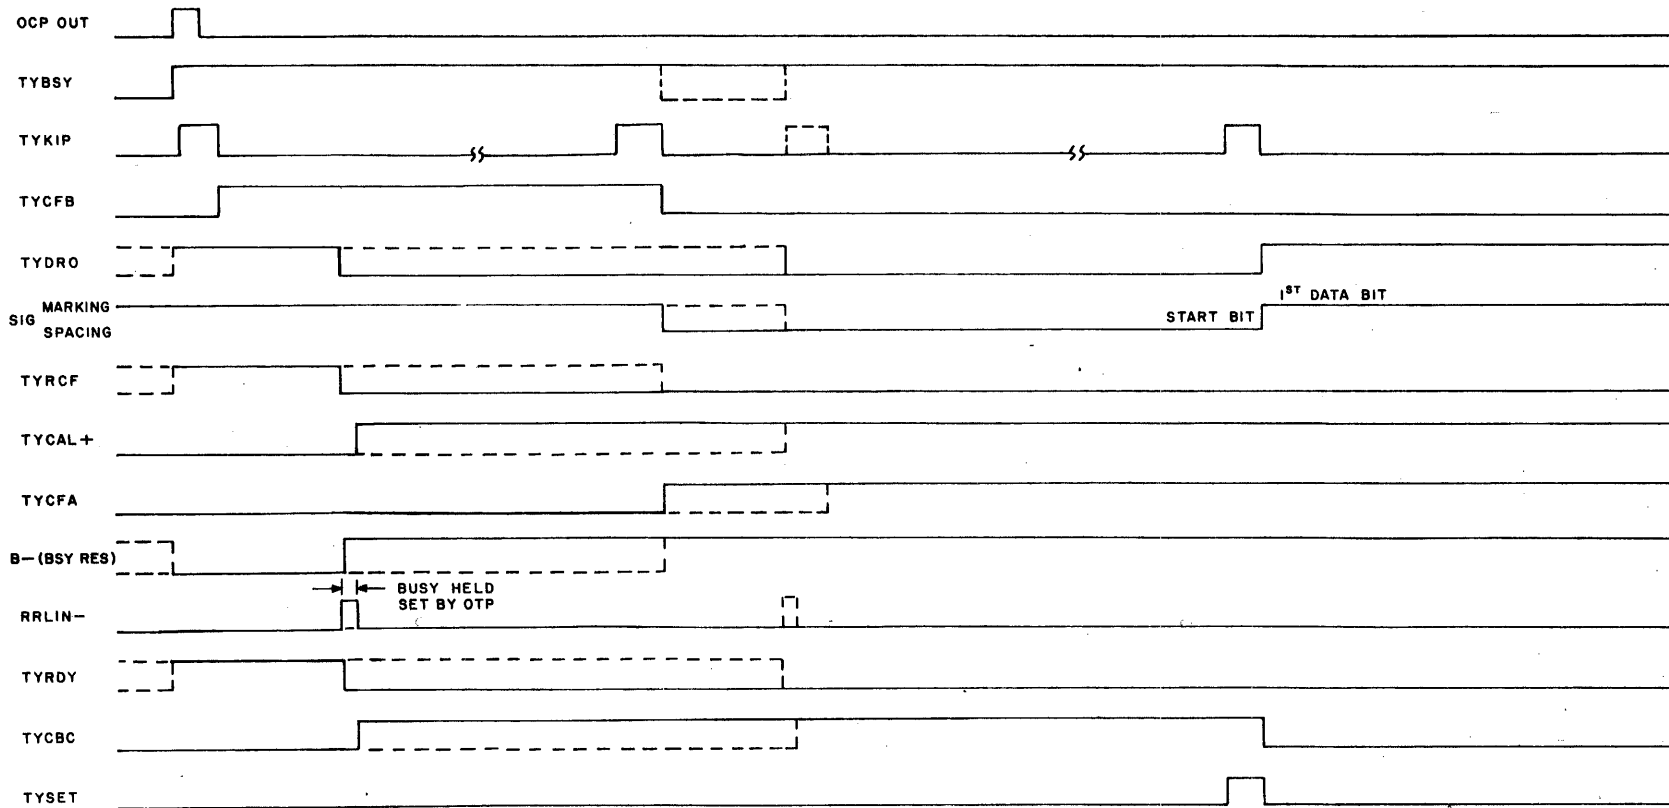 OCP OUT
TYBSY
TYKIP
TYCFB
TYDRO
1ST DATA BIT
SIG MARKING
SPACING
START BIT
TYRCF
TYCAL+
TYCFA
B-(BSY RES)
BUSY HELD
SET BY OTP
RRLIN-
TYRDY
TYCBC
TYSET